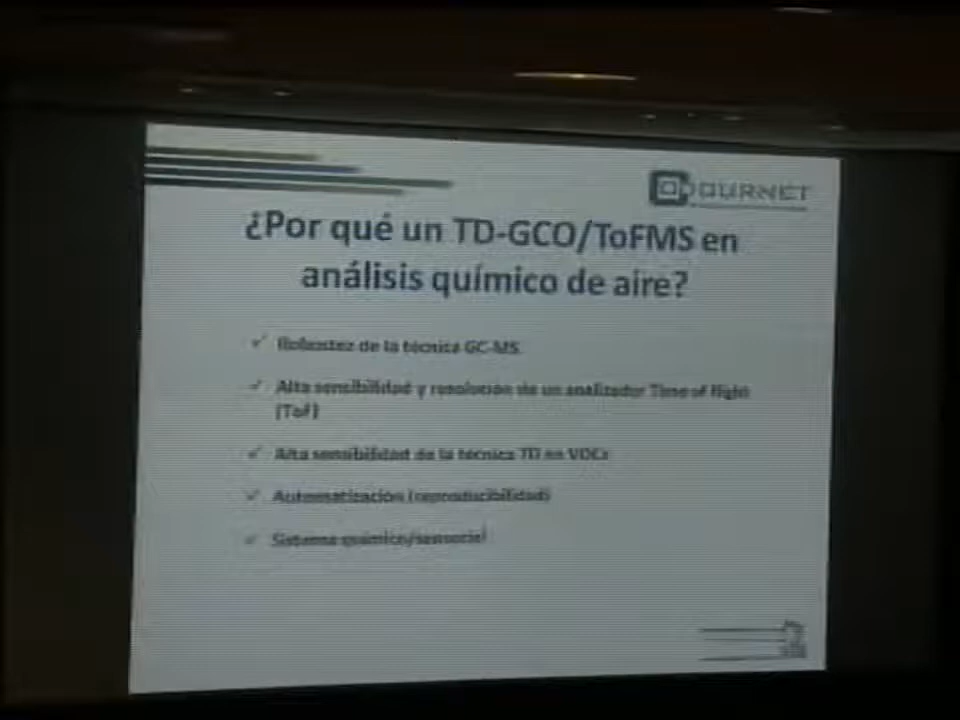 ODOURNET
¿Por qué un TD-GCO/ToFMS en
análisis químico de aire?
✓ Robustez de la técnica GC-MS.
✓ Alta sensibilidad y resolución de un analizador Time of flight
(ToF)
✓ Alta sensibilidad de la técnica TD en VOCs
✓ Automatización (reproducibilidad)
✓ Sistema químico/sensorial